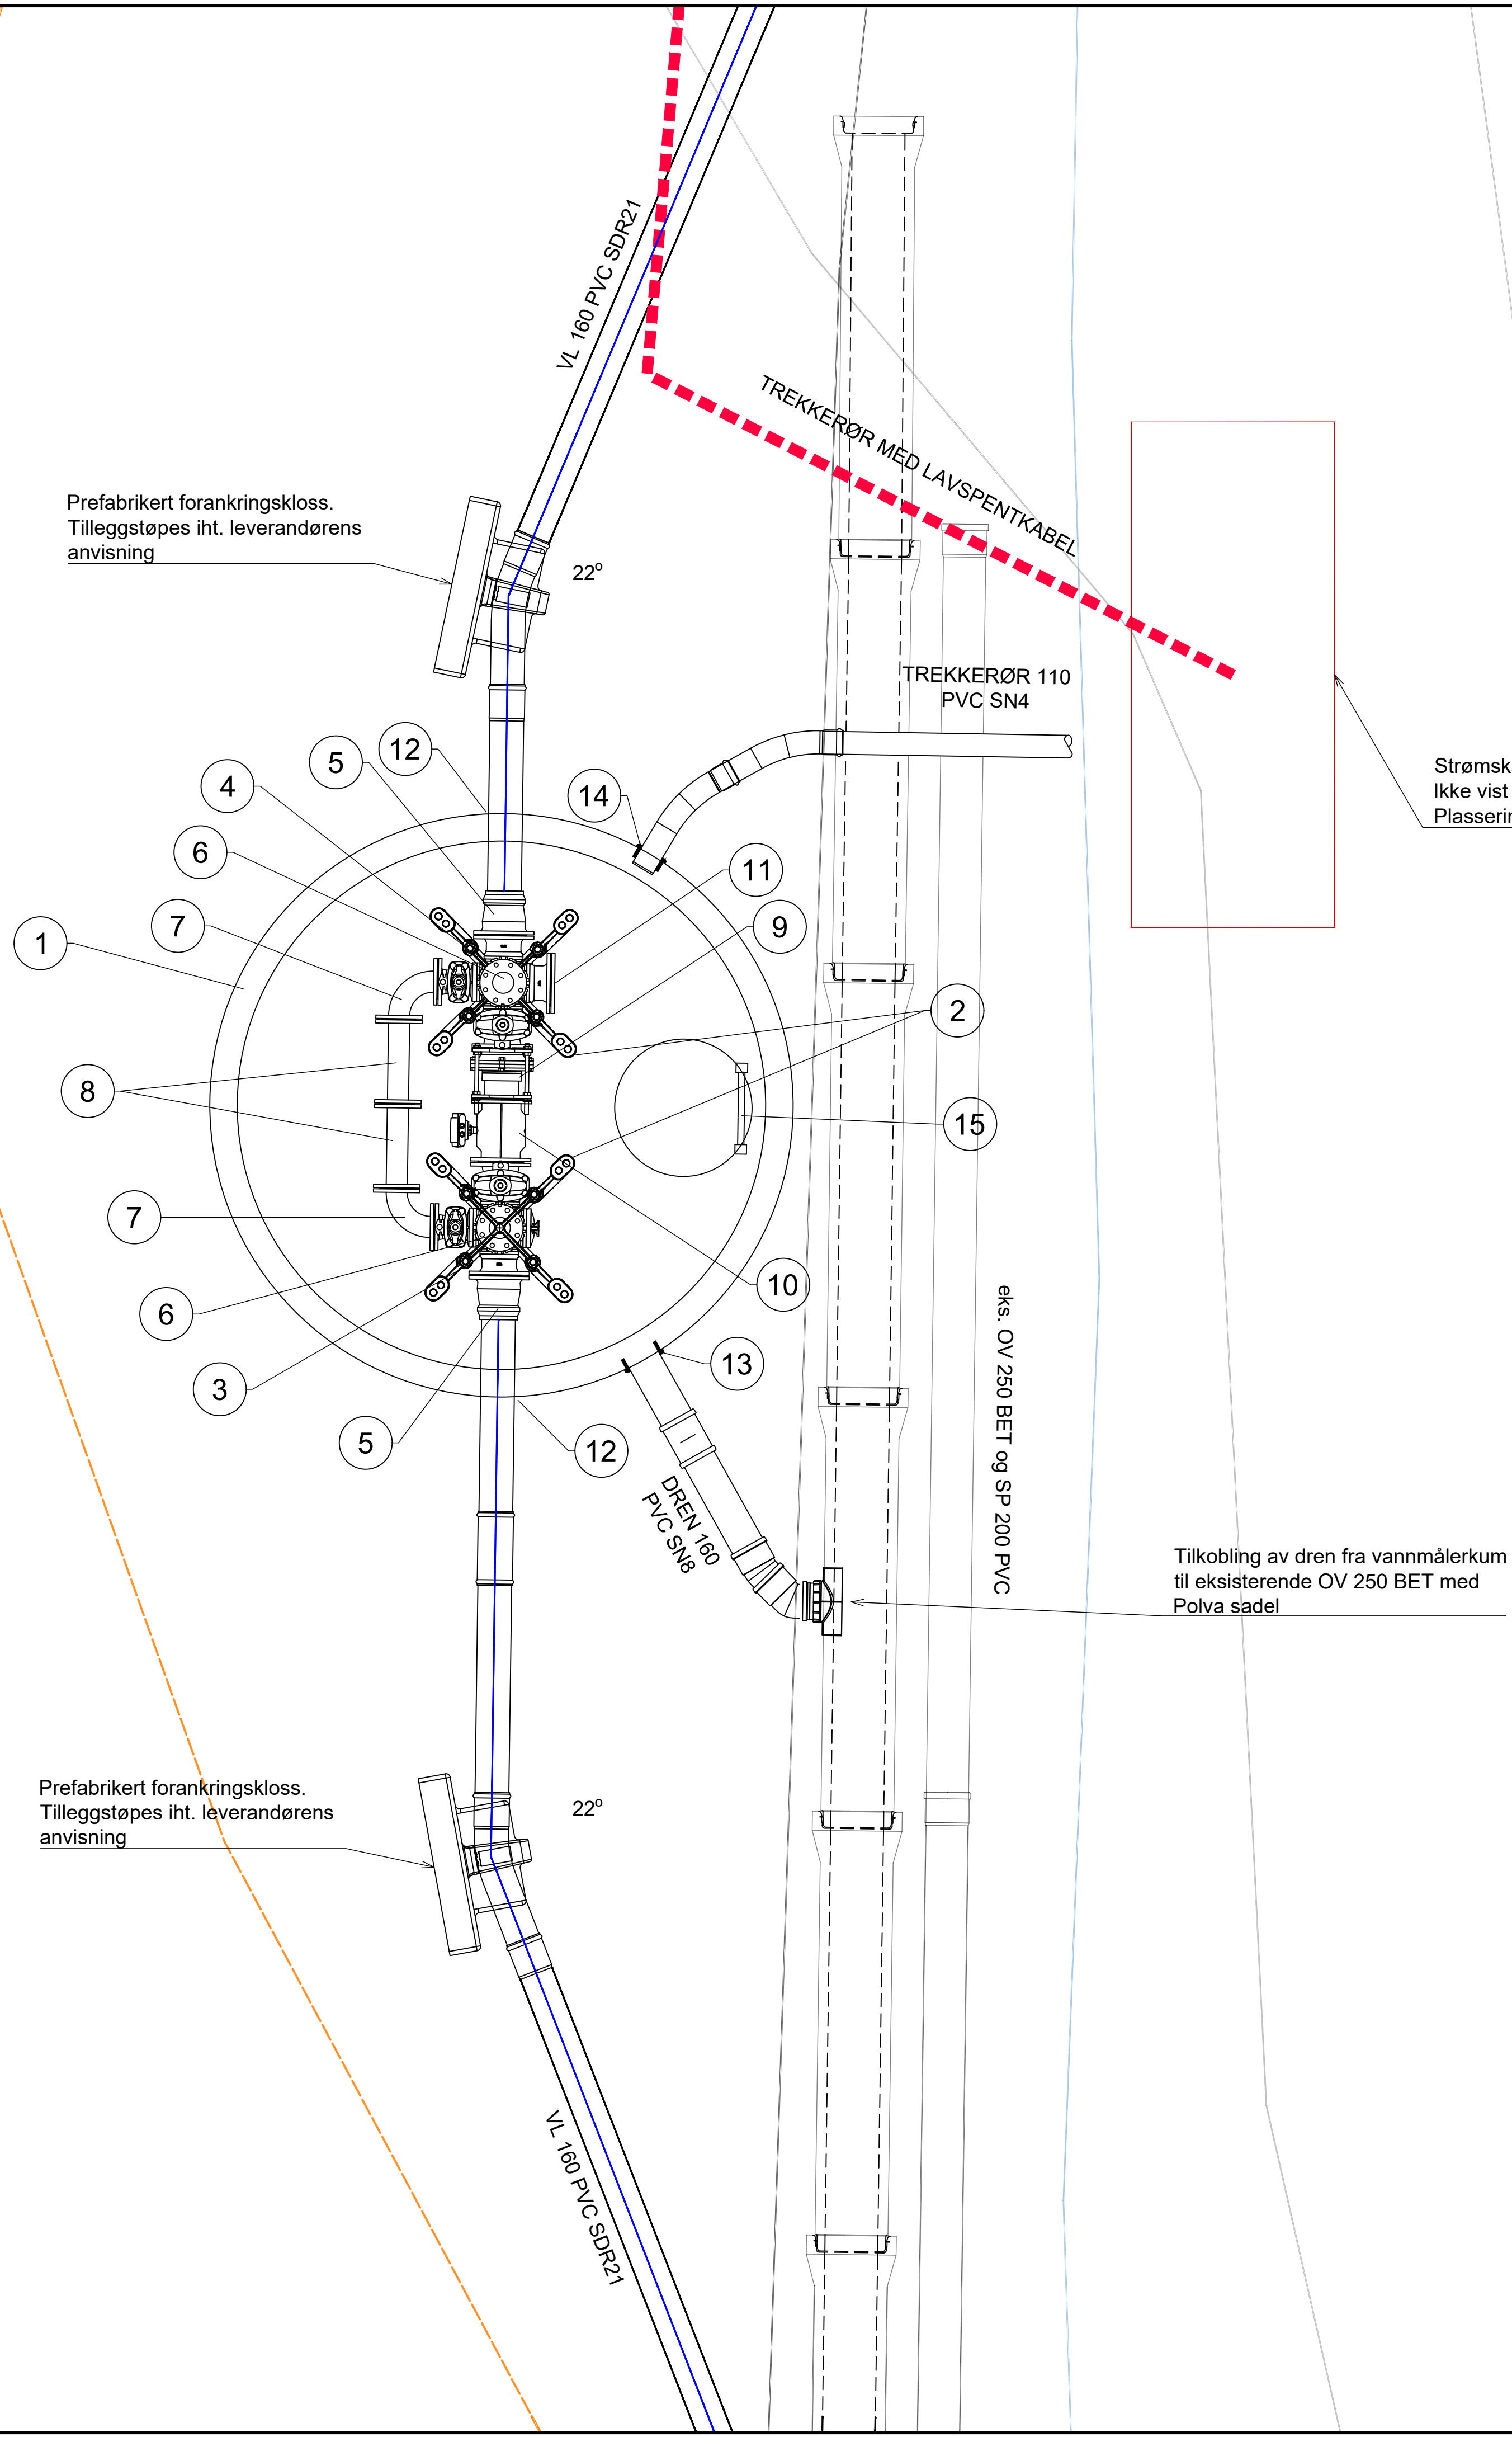 VL 160 PVC SDR21
TREKKERØR MED LAVSPENTKABEL
Prefabrikert forankringskloss.
Tilleggstøpes iht. leverandørens
anvisning
22°
TREKKERØR 110
PVC SN4
12
5
14
4
Ikke vist
6
11
7
9
1
2
8
15
7
10
6
eks. OV 250 BET og SP 200 PVC
13
3
5
12
DREN 160
PVC SN8
Tilkobling av dren fra vannmålerkum
til eksisterende OV 250 BET med
Polva sadel
Prefabrikert forankringskloss.
Tilleggstøpes iht. leverandørens
anvisning
22°
VL 160 PVC SDR21